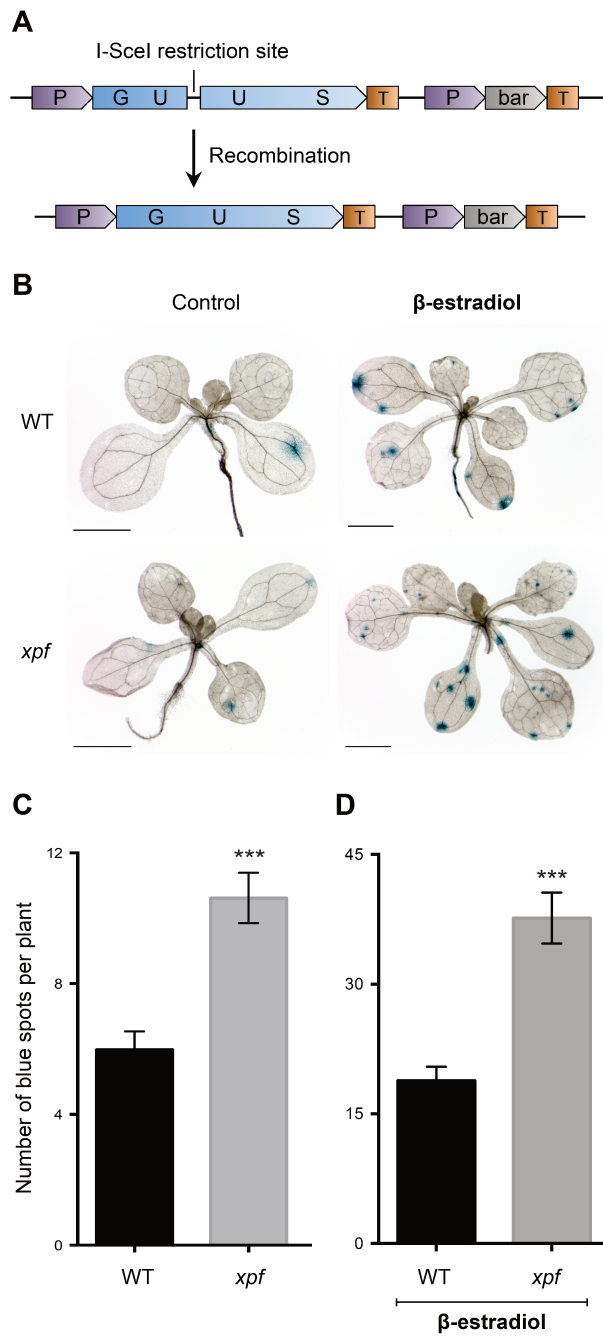 A
I-SceI restriction site
P G U U S T P bar T
Recombination
P G U S T P bar T
B
Control β-estradiol
WT
xpf
C
12
8
4
0
Number of blue spots per plant
***
WT xpf
D
45
30
15
0
***
WT xpf
β-estradiol